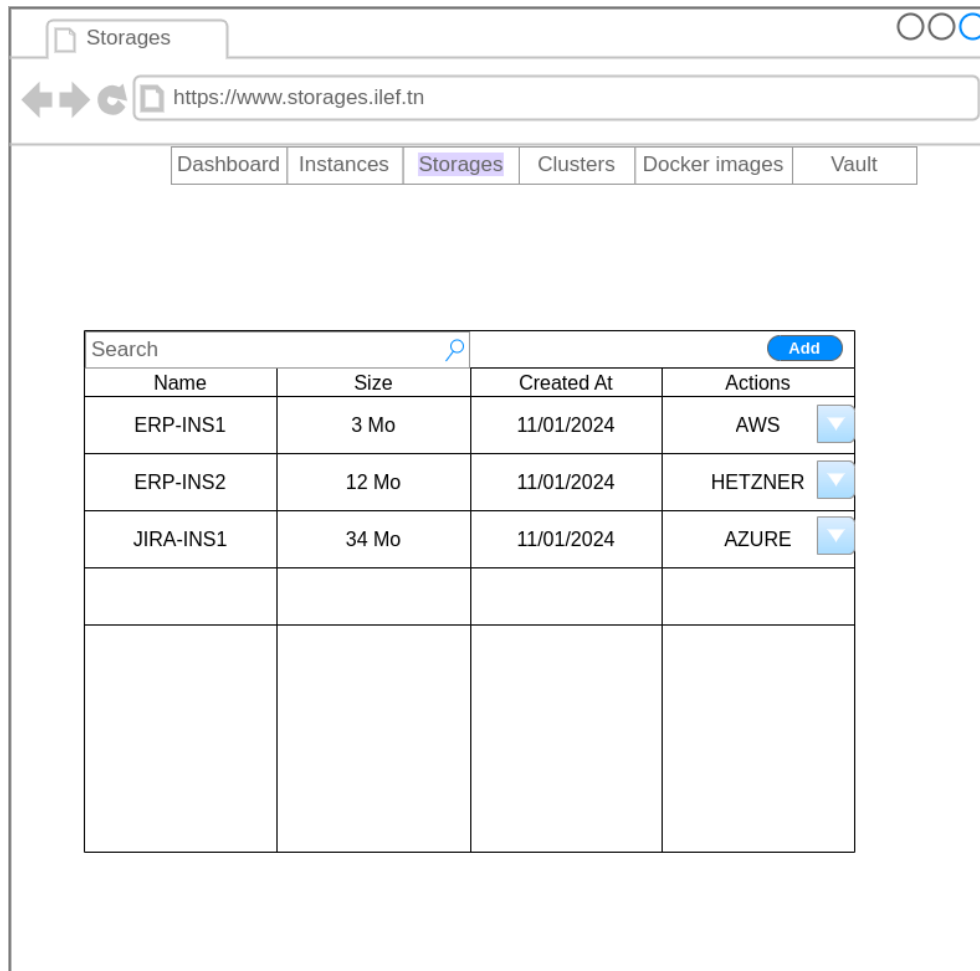 Storages
https://www.storages.ilef.tn
Dashboard Instances Storages Clusters Docker images Vault
Search Add
Name Size Created At Actions
ERP-INS1 3 Mo 11/01/2024 AWS
ERP-INS2 12 Mo 11/01/2024 HETZNER
JIRA-INS1 34 Mo 11/01/2024 AZURE